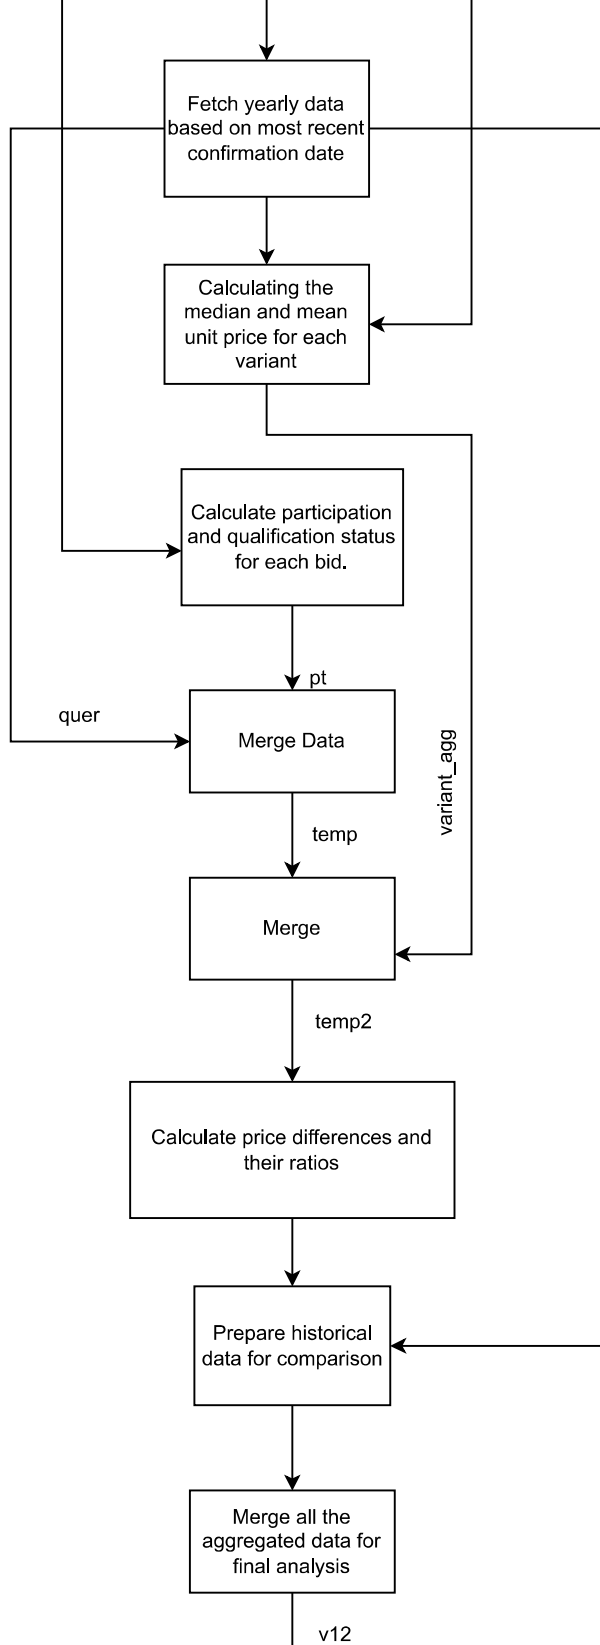 Fetch yearly data
based on most recent
confirmation date
Calculating the
median and mean
unit price for each
variant
Calculate participation
and qualification status
for each bid.
pt
quer
Merge Data
variant_agg
temp
Merge
temp2
Calculate price differences and
their ratios
Prepare historical
data for comparison
Merge all the
aggregated data for
final analysis
v12